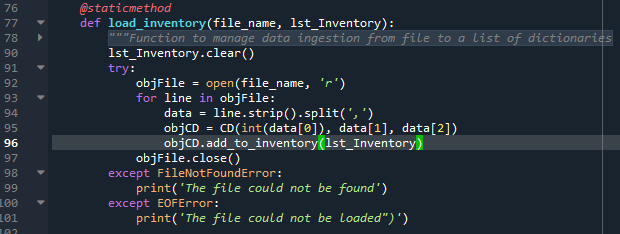 76 @staticmethod
77 def load_inventory(file_name, lst_Inventory):
78 """Function to manage data ingestion from file to a list of dictionaries
90 lst_Inventory.clear()
91 try:
92 objFile = open(file_name, 'r')
93 for line in objFile:
94 data = line.strip().split(',')
95 objCD = CD(int(data[0]), data[1], data[2])
96 objCD.add_to_inventory(lst_Inventory)
97 objFile.close()
98 except FileNotFoundError:
99 print('The file could not be found')
100 except EOFError:
101 print('The file could not be loaded")')
102